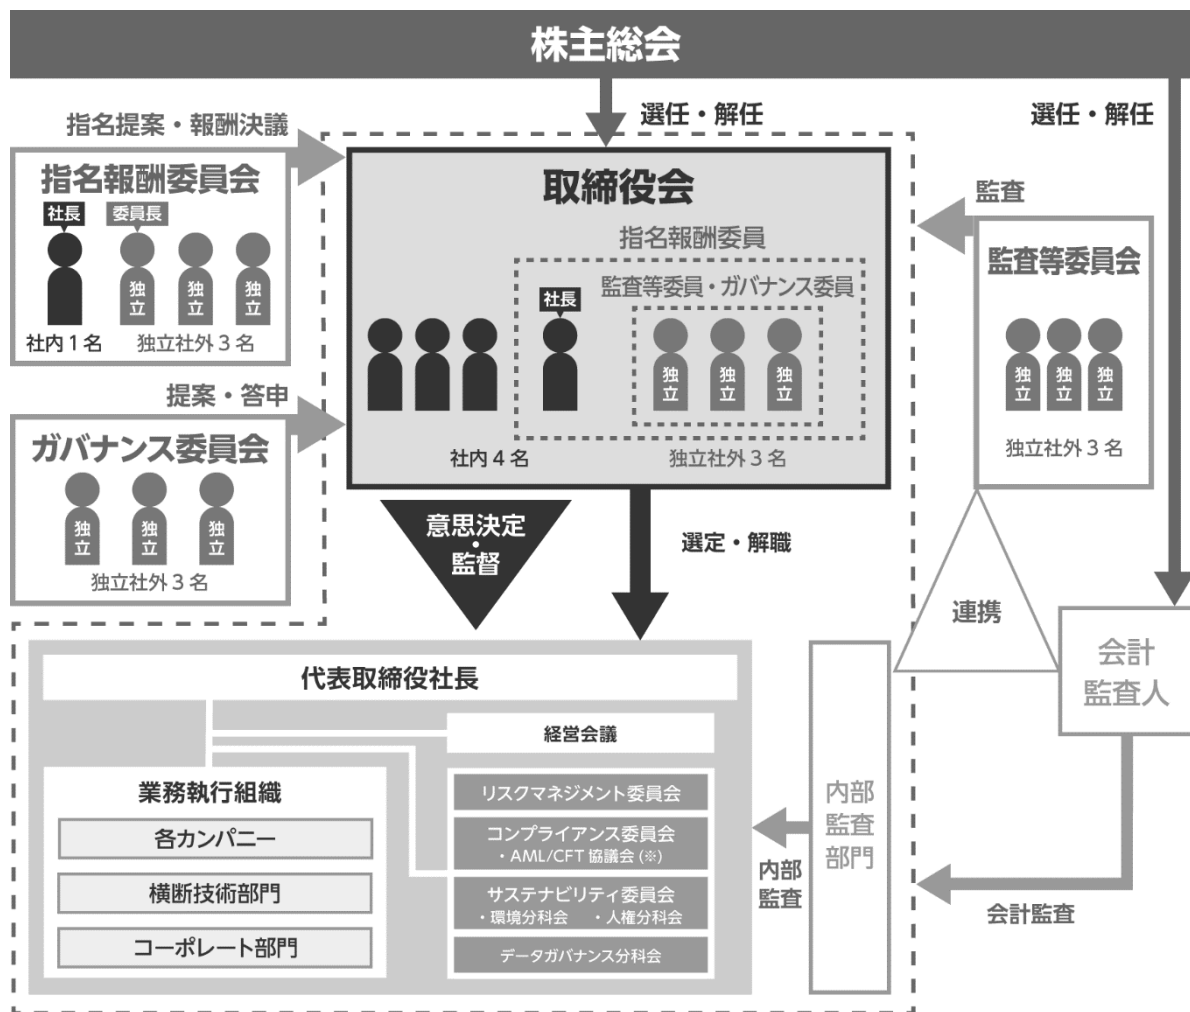 株主総会
選任・解任
選任・解任
指名提案・報酬決議
指名報酬委員会
社長
委員長
独立
独立
独立
社内1名
独立社外3名
提案・答申
ガバナンス委員会
独立
独立
独立
独立社外3名
取締役会
指名報酬委員
監査等委員・ガバナンス委員
社長
独立
独立
独立
社内4名
独立社外3名
監査
監査等委員会
独立
独立
独立
独立社外3名
意思決定
・
監督
選定・解職
連携
会計
監査人
代表取締役社長
経営会議
業務執行組織
各カンパニー
横断技術部門
コーポレート部門
リスクマネジメント委員会
コンプライアンス委員会
・AML/CFT 協議会(※)
サステナビリティ委員会
・環境分科会 ・人権分科会
データガバナンス分科会
内部
監査
内部
監査
部門
会計監査